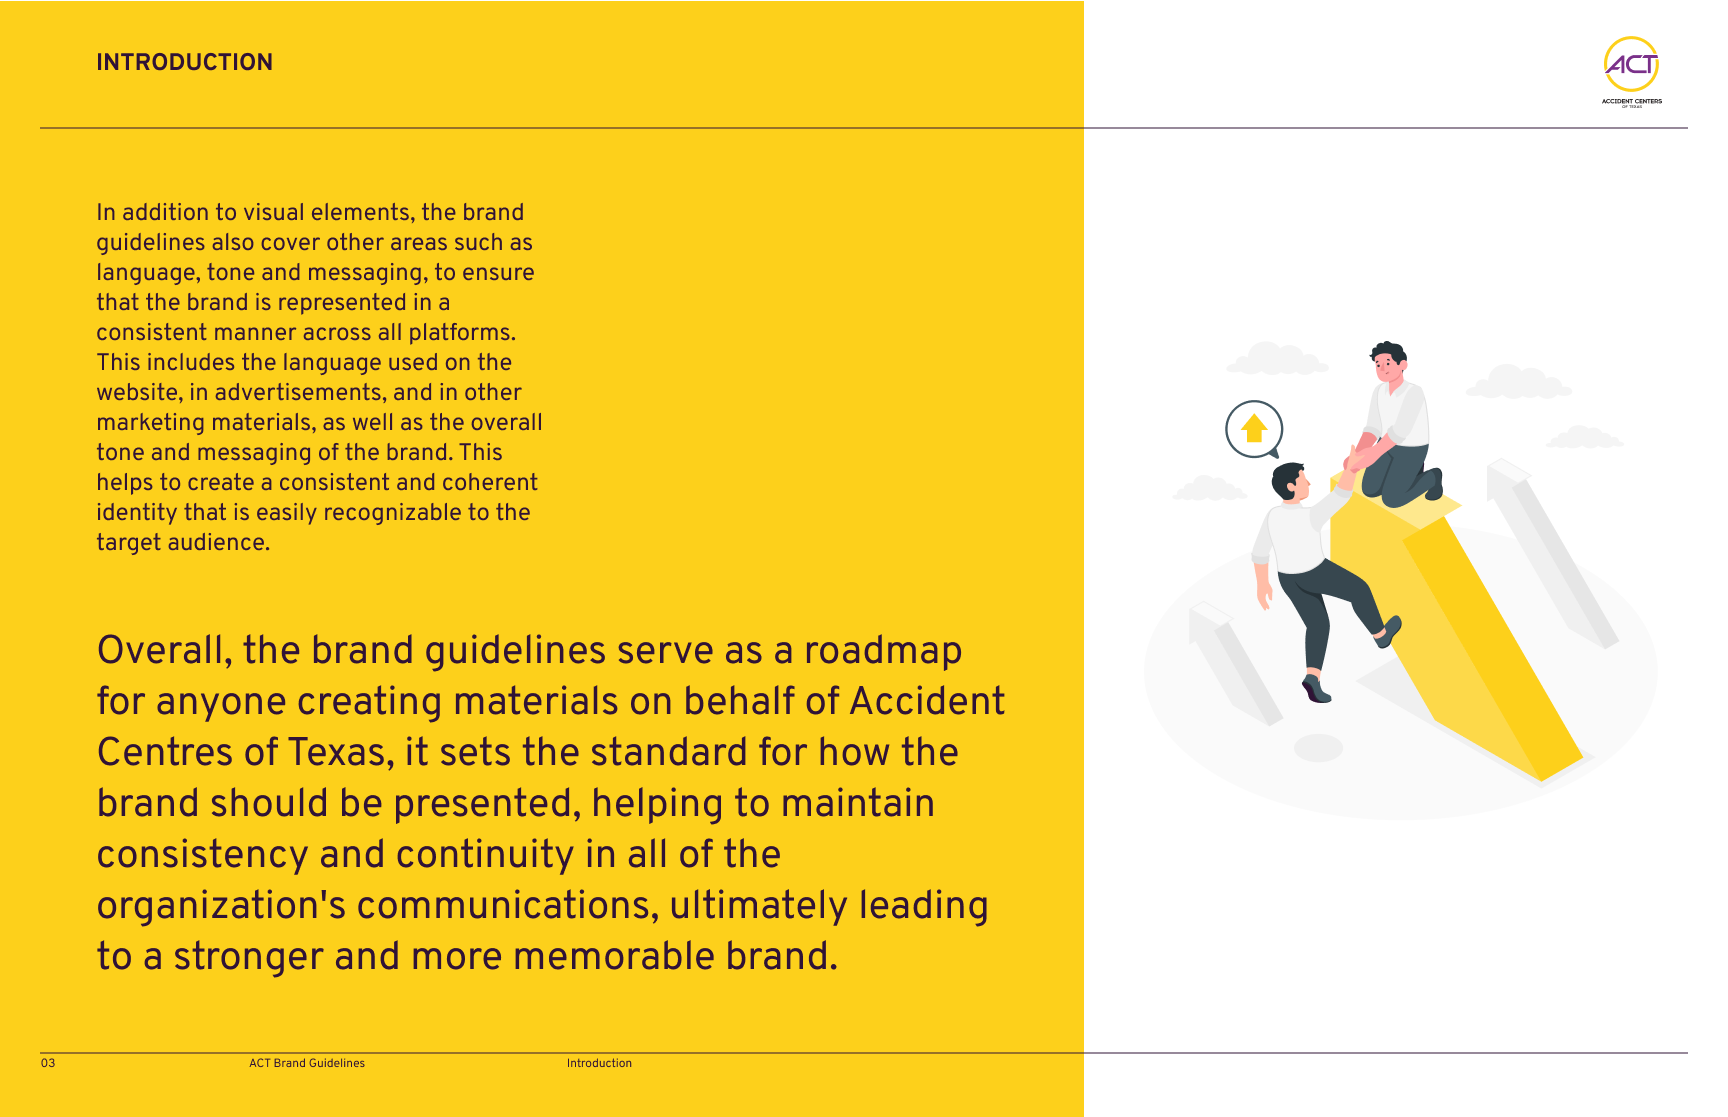 INTRODUCTION
ACT
ACCIDENT CENTERS
OF TEXAS
In addition to visual elements, the brand
guidelines also cover other areas such as
language, tone and messaging, to ensure
that the brand is represented in a
consistent manner across all platforms.
This includes the language used on the
website, in advertisements, and in other
marketing materials, as well as the overall
tone and messaging of the brand. This
helps to create a consistent and coherent
identity that is easily recognizable to the
target audience.
Overall, the brand guidelines serve as a roadmap
for anyone creating materials on behalf of Accident
Centres of Texas, it sets the standard for how the
brand should be presented, helping to maintain
consistency and continuity in all of the
organization's communications, ultimately leading
to a stronger and more memorable brand.
03
ACT Brand Guidelines
Introduction